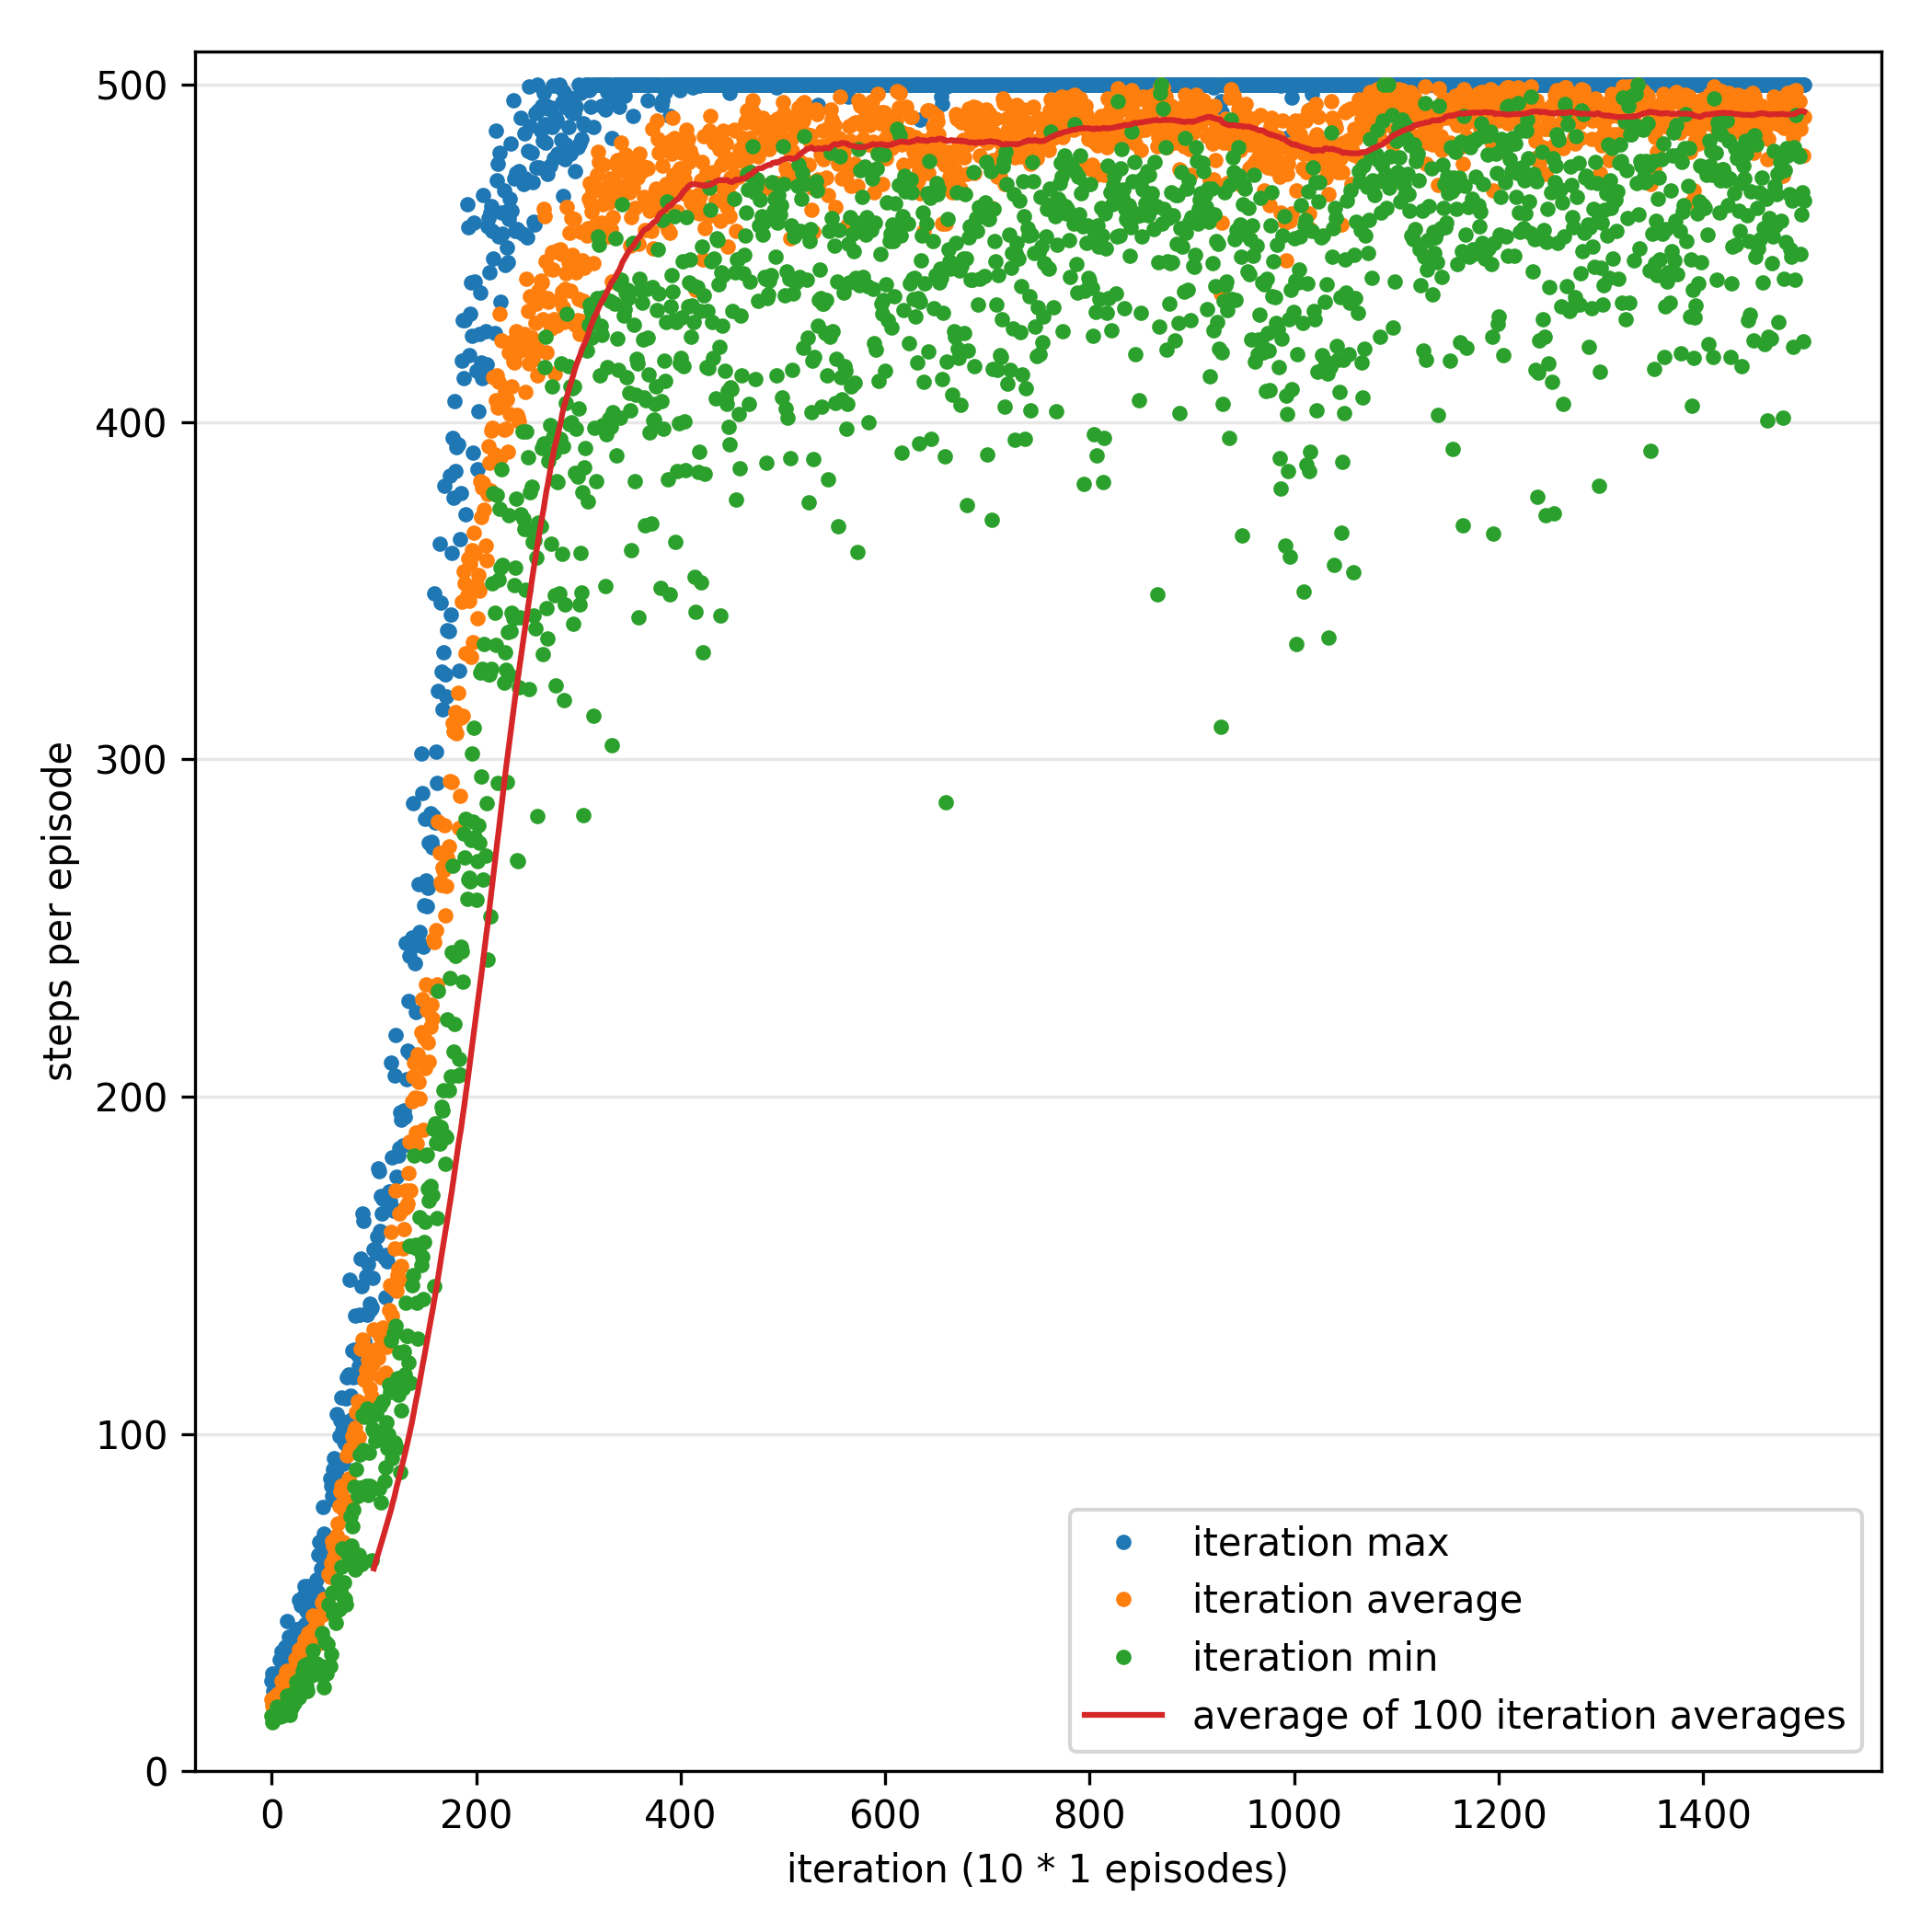 500
400
300
200
100
0
steps per episode
0 200 400 600 800 1000 1200 1400
iteration (10 * 1 episodes)
iteration max
iteration average
iteration min
average of 100 iteration averages